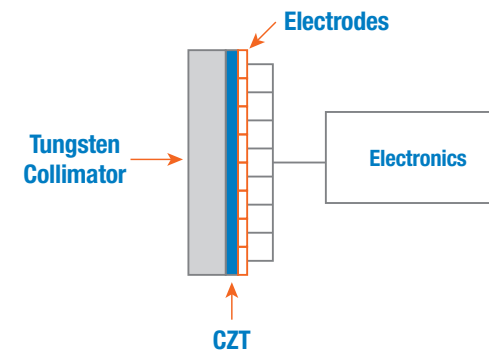 Electrodes
Tungsten
Collimator
Electronics
CZT